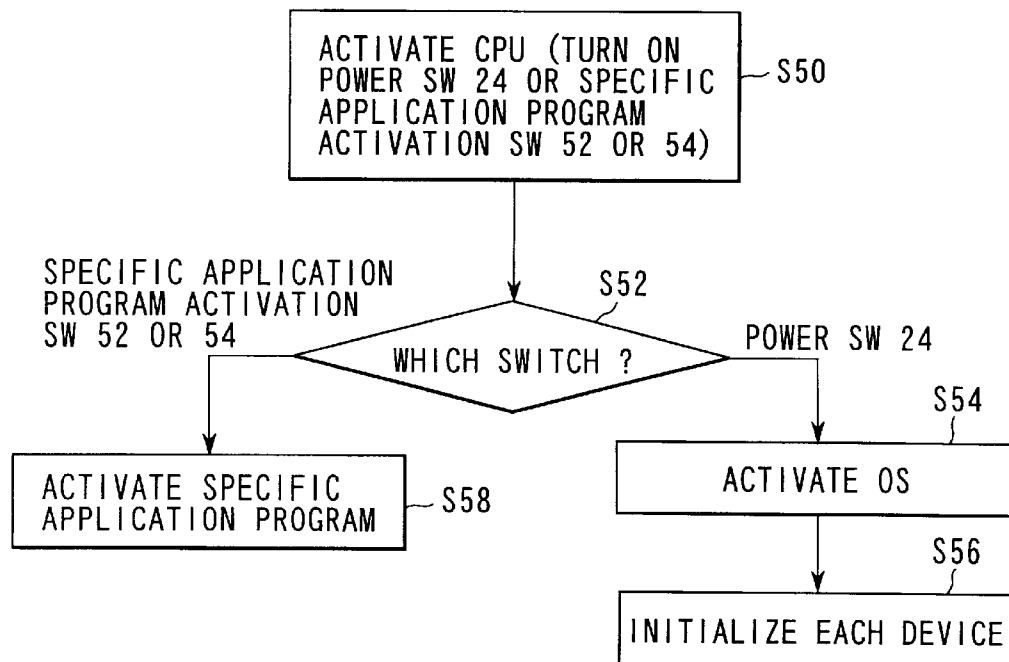 ACTIVATE CPU (TURN ON
POWER SW 24 OR SPECIFIC
APPLICATION PROGRAM
ACTIVATION SW 52 OR 54)
S50
SPECIFIC APPLICATION
PROGRAM ACTIVATION
SW 52 OR 54
S52
WHICH SWITCH ?
POWER SW 24
S54
ACTIVATE OS
ACTIVATE SPECIFIC
APPLICATION PROGRAM
S58
S56
INITIALIZE EACH DEVICE